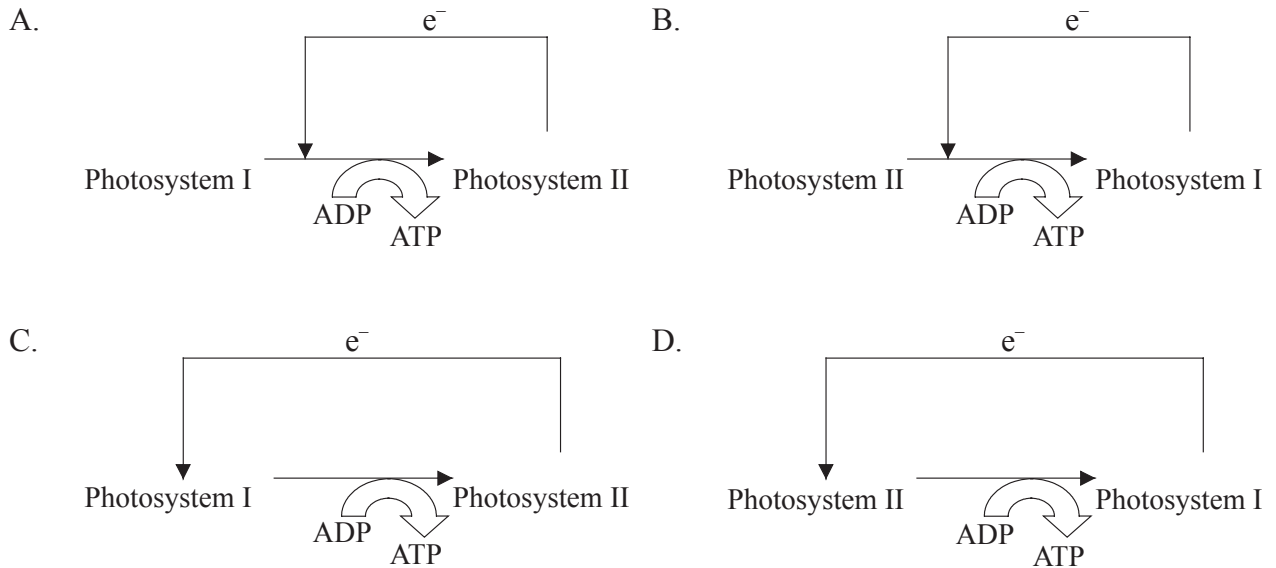 A.
e⁻
Photosystem I
Photosystem II
ADP
ATP
B.
e⁻
Photosystem II
Photosystem I
ADP
ATP
C.
e⁻
Photosystem I
Photosystem II
ADP
ATP
D.
e⁻
Photosystem II
Photosystem I
ADP
ATP